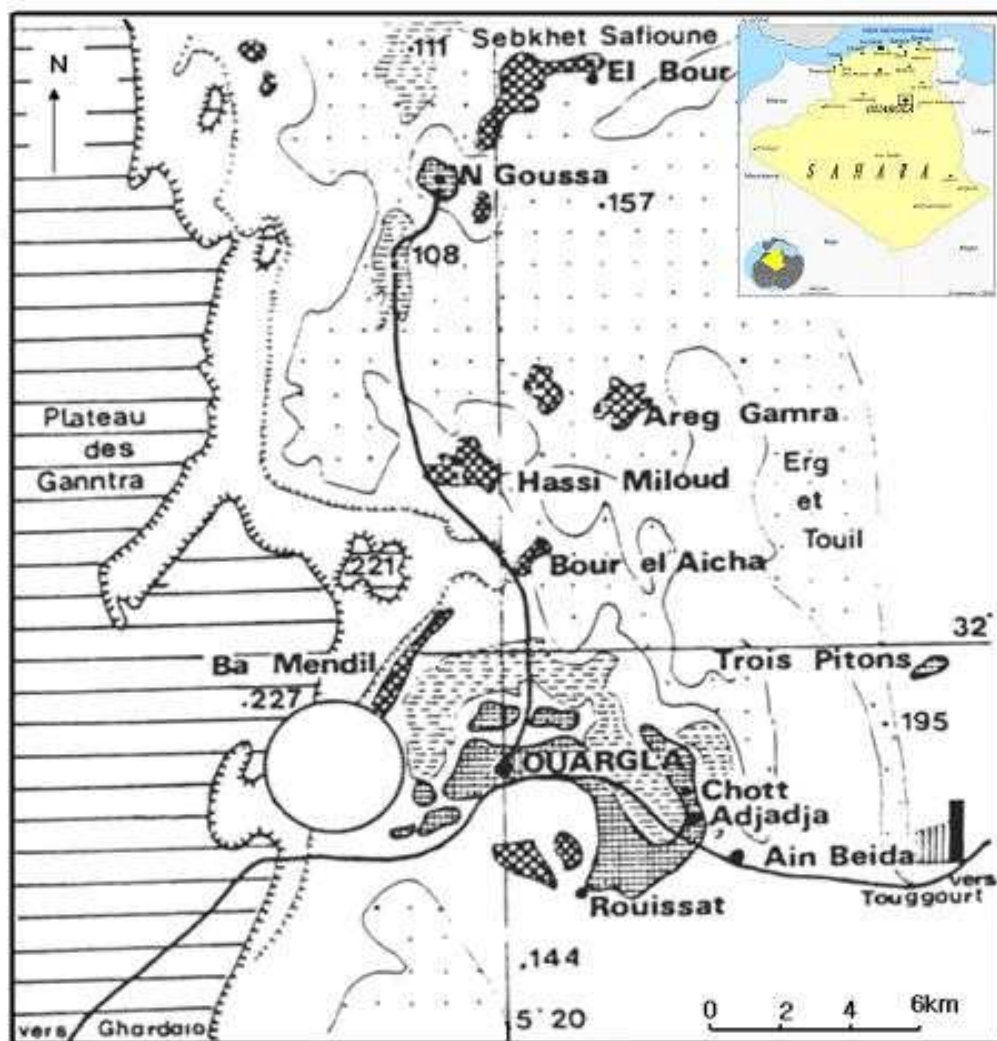 N
.111
Sebkhet Safioune
El Bour
N Goussa
.157
108
OUARGLA
SAHARA
Plateau
des
Ganntra
Areg Gamra
Hassi Miloud
Erg
et
Touil
221
Bour el Aicha
32°
Ba Mendil
.227
Trois Pitons
195
OUARGLA
Chott
Adjadja
Ain Beida
vers
Touggourt
Rouissat
.144
5°20
0 2 4 6km
vers Ghardaia